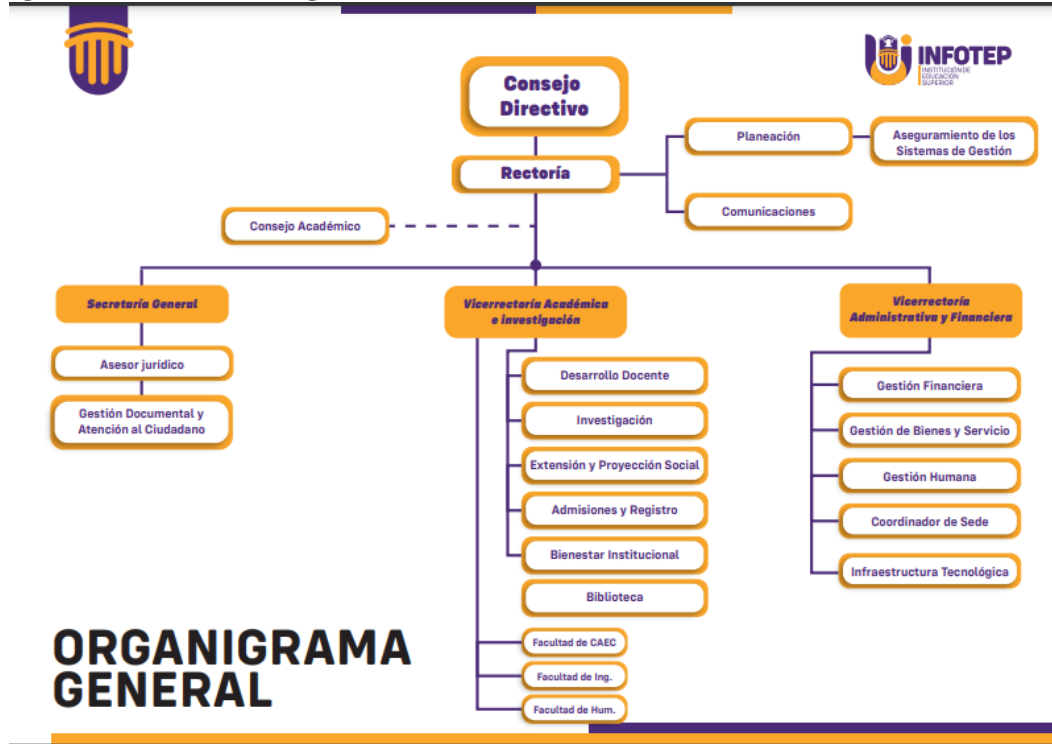 INFOTEP
INSTITUCIÓN DE
EDUCACIÓN
SUPERIOR
Consejo
Directivo
Rectoría
Planeación
Aseguramiento de los
Sistemas de Gestión
Comunicaciones
Consejo Académico
Secretaría General
Asesor jurídico
Gestión Documental y
Atención al Ciudadano
Vicerrectoría Académica
e investigación
Desarrollo Docente
Investigación
Extensión y Proyección Social
Admisiones y Registro
Bienestar Institucional
Biblioteca
Facultad de CAEC
Facultad de Ing.
Facultad de Hum.
Vicerrectoría
Administrativa y Financiera
Gestión Financiera
Gestión de Bienes y Servicio
Gestión Humana
Coordinador de Sede
Infraestructura Tecnológica
ORGANIGRAMA
GENERAL